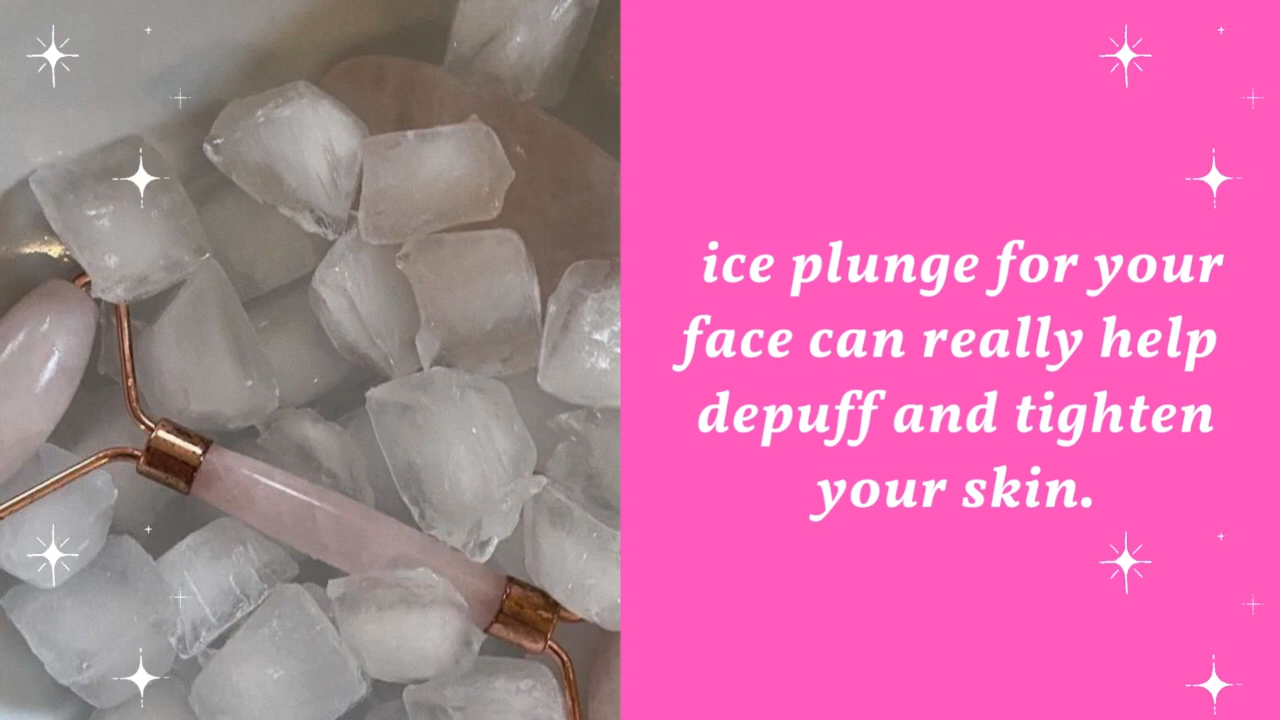 ice plunge for your
face can really help
depuff and tighten
your skin.